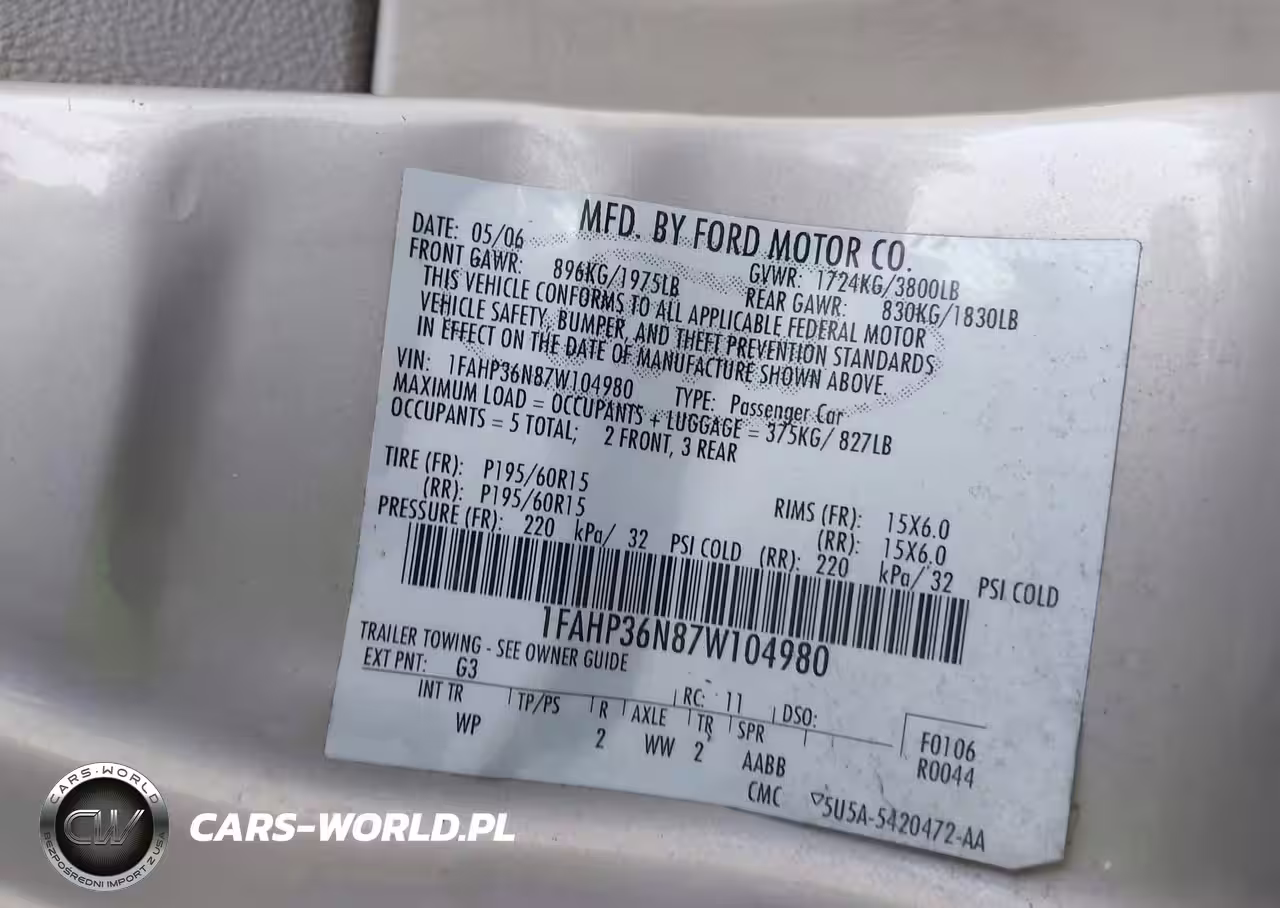 MFD. BY FORD MOTOR CO.
DATE: 05/06 GVWR: 1724KG/3800LB
FRONT GAWR: 896KG/1975LB REAR GAWR: 830KG/1830LB
THIS VEHICLE CONFORMS TO ALL APPLICABLE FEDERAL MOTOR
VEHICLE SAFETY, BUMPER, AND THEFT PREVENTION STANDARDS
IN EFFECT ON THE DATE OF MANUFACTURE SHOWN ABOVE.
VIN: 1FAHP36N87W104980 TYPE: Passenger Car
MAXIMUM LOAD = OCCUPANTS + LUGGAGE = 375KG/ 827LB
OCCUPANTS = 5 TOTAL; 2 FRONT, 3 REAR
TIRE (FR): P195/60R15 RIMS (FR): 15X6.0
(RR): P195/60R15 (RR): 15X6.0
PRESSURE (FR): 220 kPa/ 32 PSI COLD (RR): 220 kPa/ 32 PSI COLD
1FAHP36N87W104980
TRAILER TOWING - SEE OWNER GUIDE
EXT PNT: G3 RC: 11 DSO:
INT TR TP/PS R AXLE TR SPR F0106
WP 2 WW 2 AABB R0044
CMC 5U5A-5420472-AA
CARS-WORLD
CW
BEZPOŚREDNI IMPORT Z USA
CARS-WORLD.PL